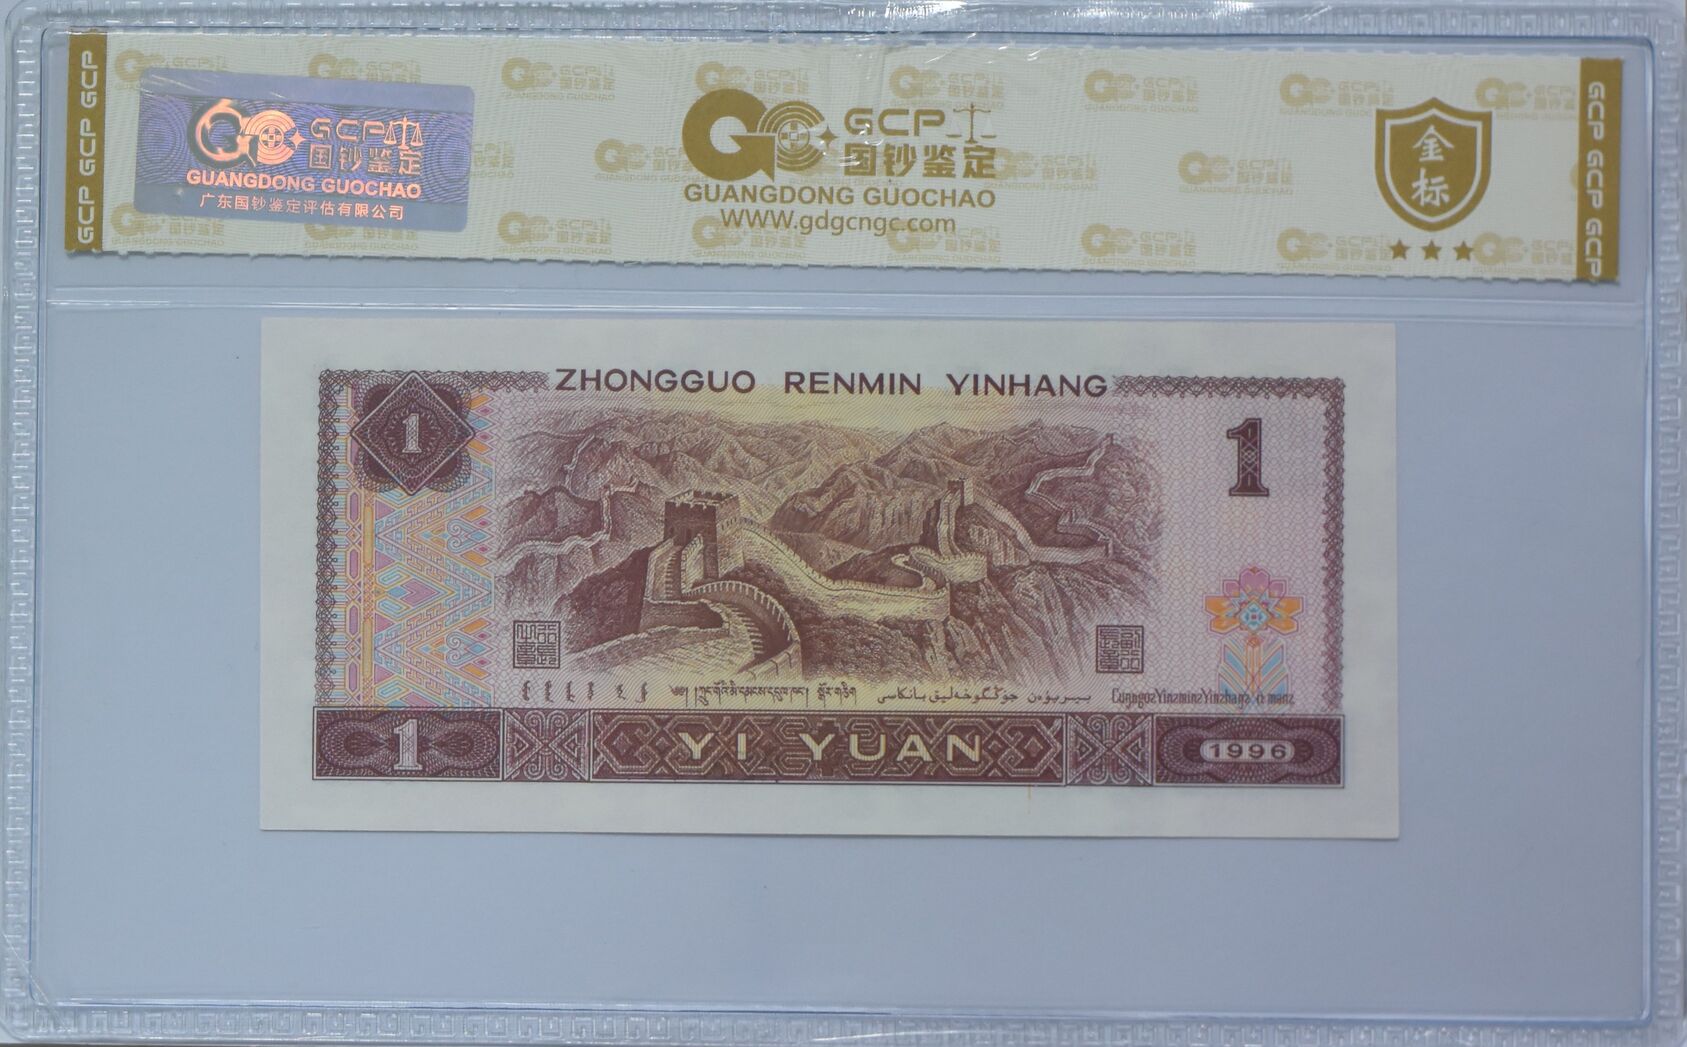 GCP GCP GCP
GCP 国钞鉴定
GUANGDONG GUOCHAO
广东国钞鉴定评估有限公司
GCP
国钞鉴定
GUANGDONG GUOCHAO
WWW.gdgcngc.com
金标
GCP GCP GCP GCP
ZHONGGUO RENMIN YINHANG
1
1
1
YI YUAN
1996